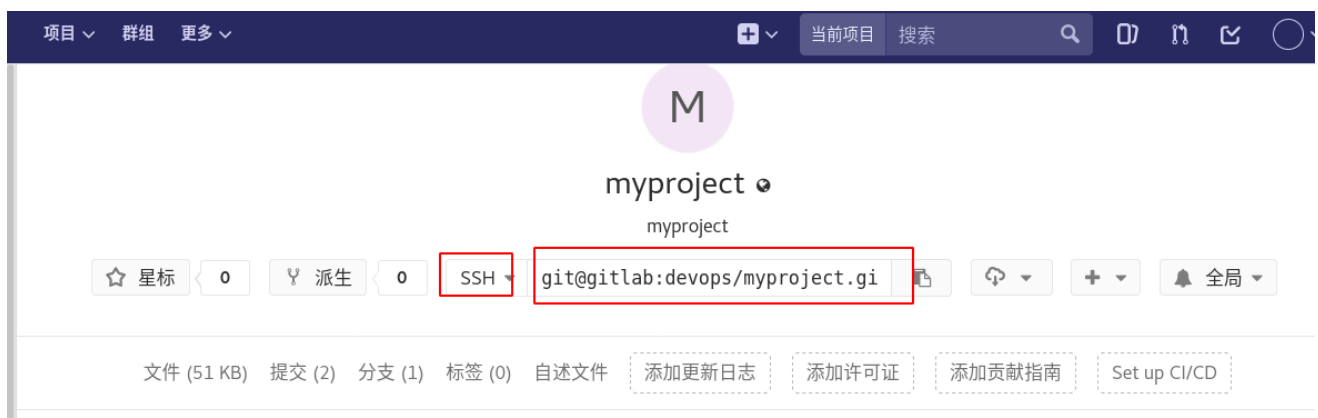 项目 群组 更多 当前项目 搜索
M
myproject
myproject
星标 0 派生 0 SSH git@gitlab:devops/myproject.gi 全局
文件 (51 KB) 提交 (2) 分支 (1) 标签 (0) 自述文件 添加更新日志 添加许可证 添加贡献指南 Set up CI/CD